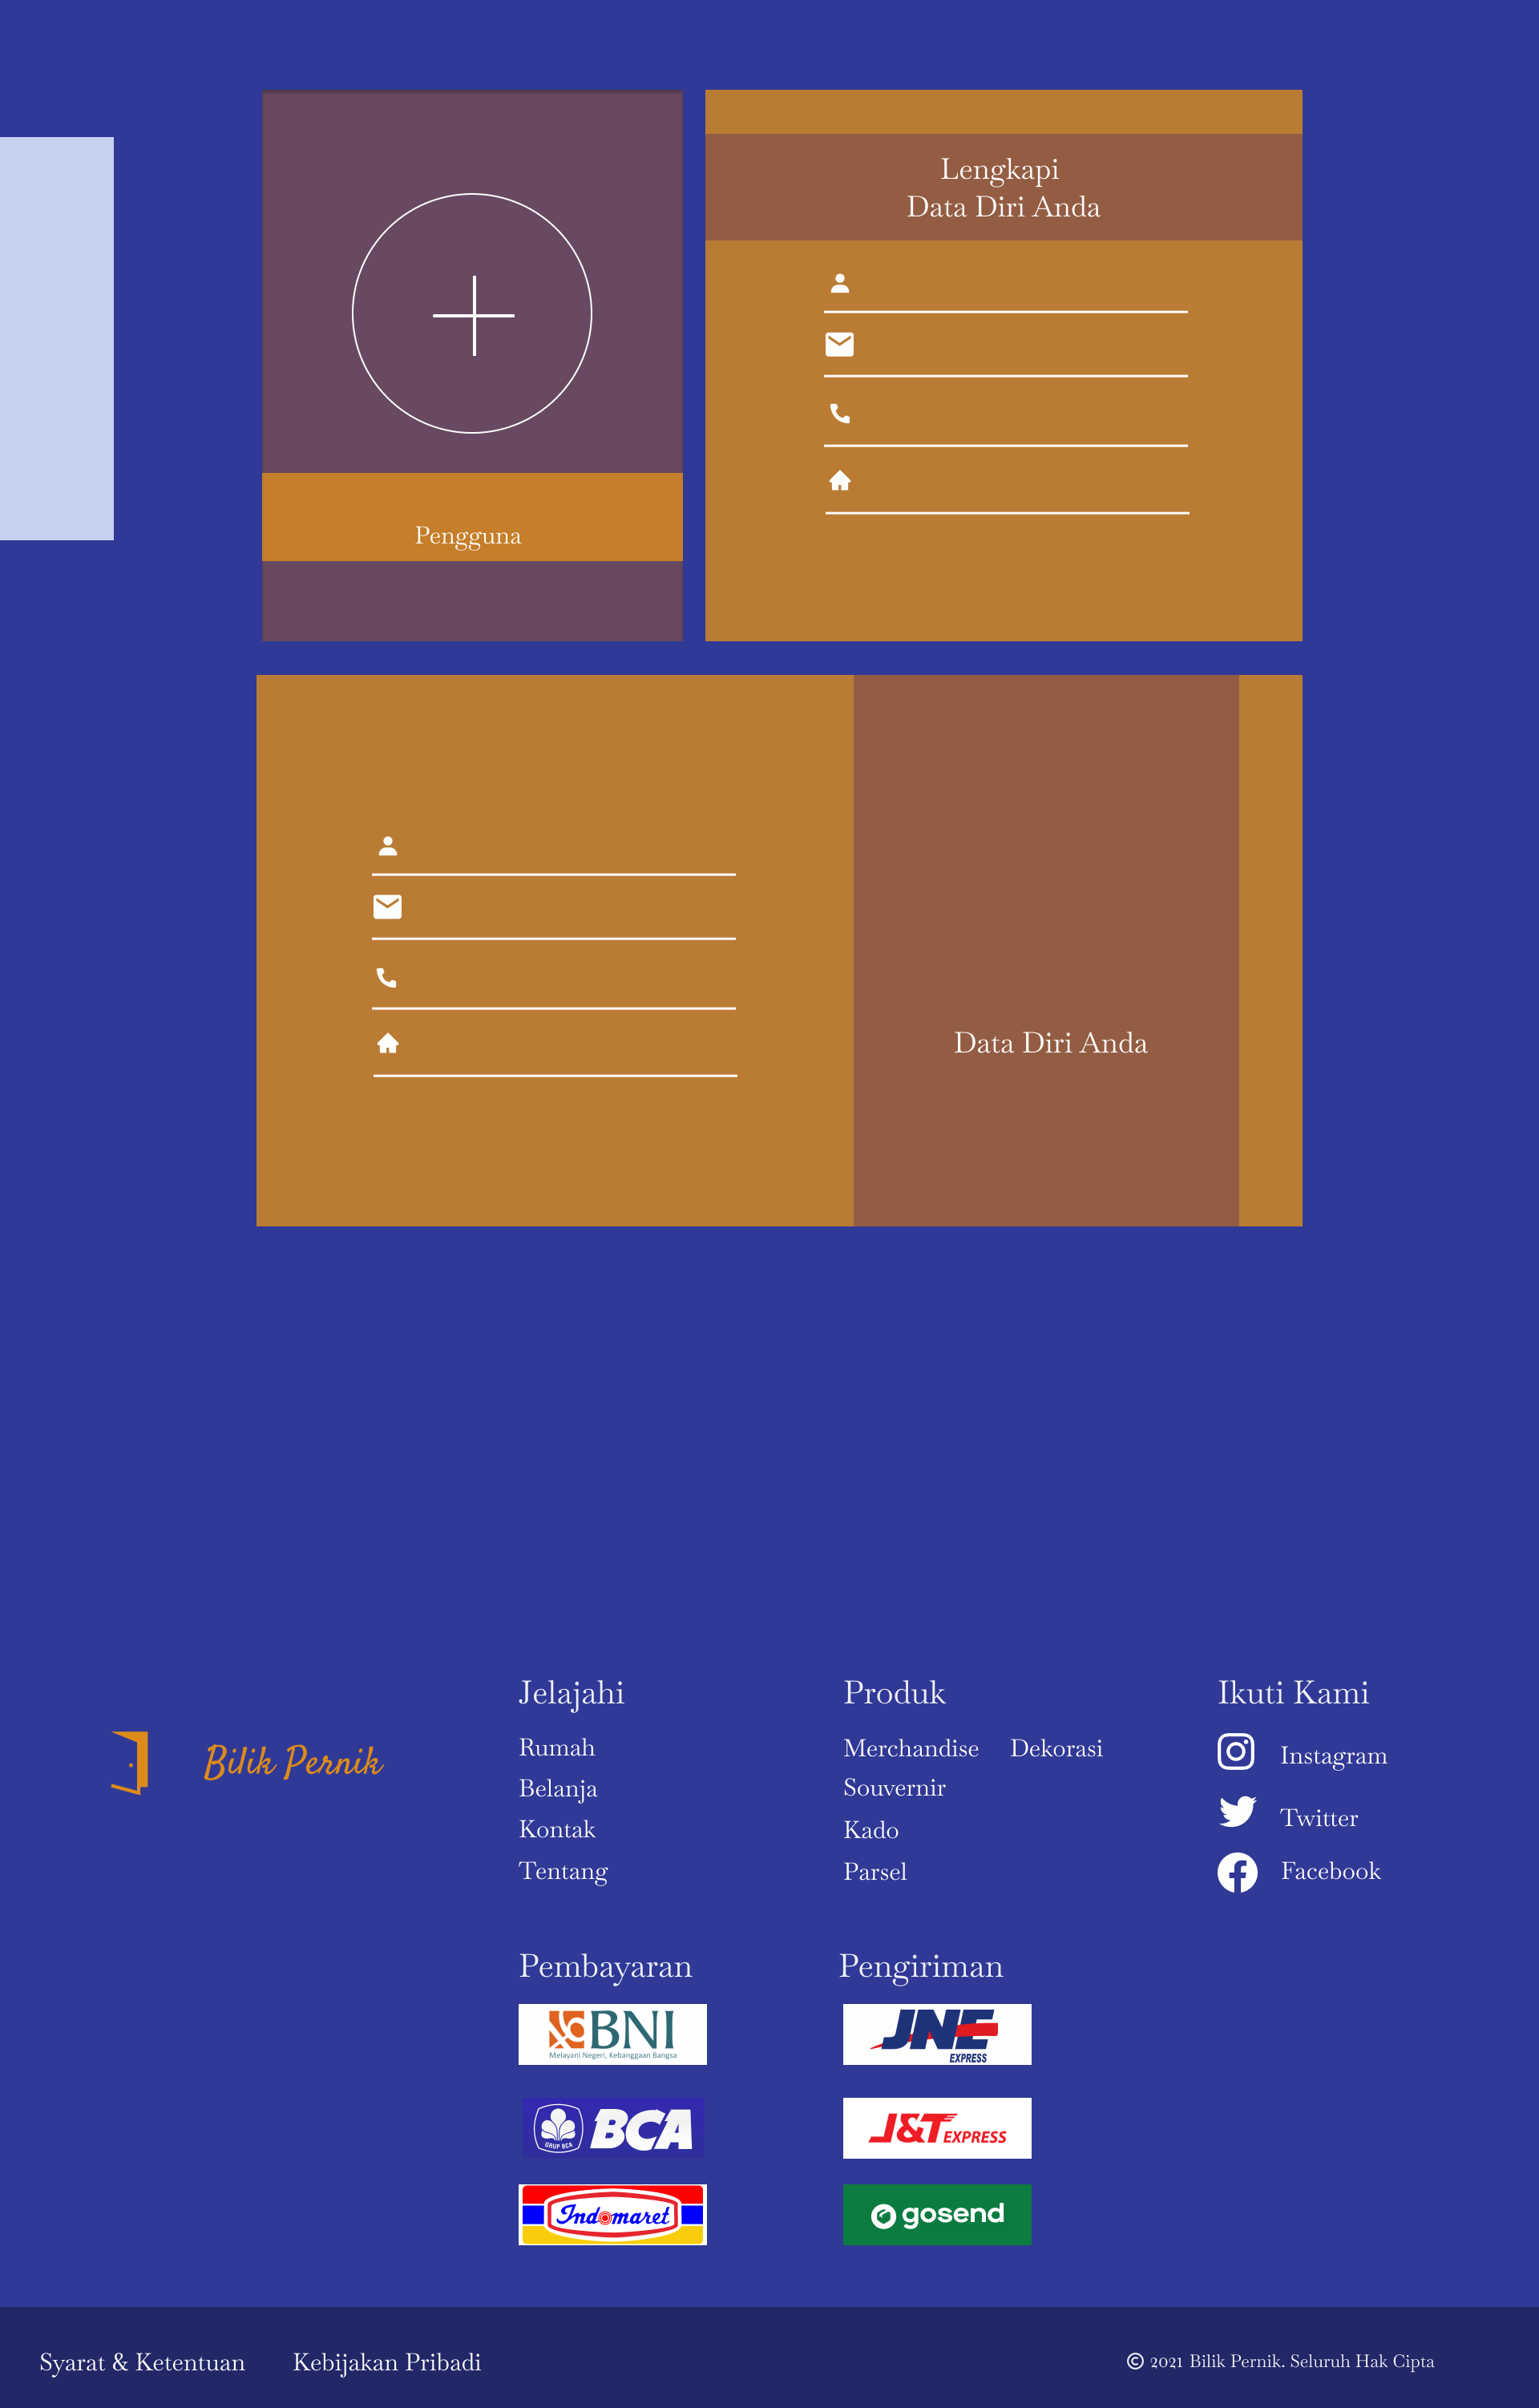 Lengkapi
Data Diri Anda
Pengguna
Data Diri Anda
Bilik Pernik
Jelajahi
Rumah
Belanja
Kontak
Tentang
Produk
Merchandise Dekorasi
Souvernir
Kado
Parsel
Ikuti Kami
Instagram
Twitter
Facebook
Pembayaran
BNI
Melayani Negeri, Kebanggaan Bangsa
GRUP BCA
BCA
Indomaret
Pengiriman
JNE
EXPRESS
J&T EXPRESS
gosend
Syarat & Ketentuan
Kebijakan Pribadi
© 2021 Bilik Pernik. Seluruh Hak Cipta